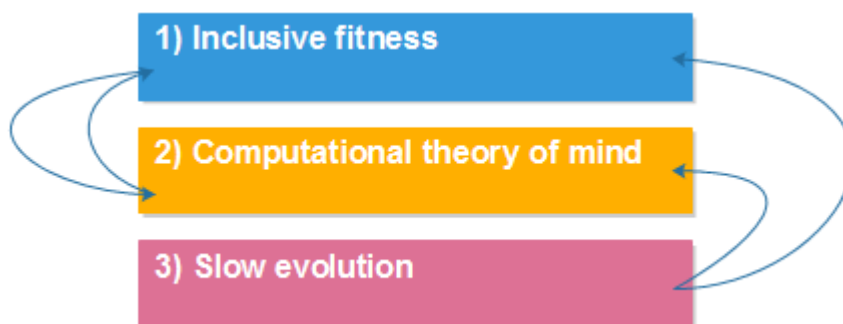 1) Inclusive fitness
2) Computational theory of mind
3) Slow evolution